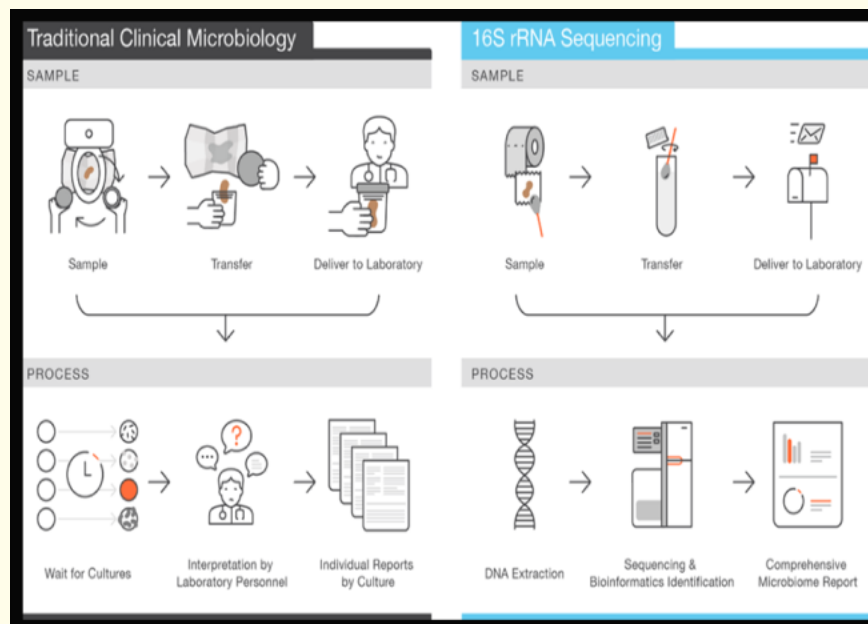 Traditional Clinical Microbiology
SAMPLE
Sample
Transfer
Deliver to Laboratory
PROCESS
?
Wait for Cultures
Interpretation by
Laboratory Personnel
Individual Reports
by Culture
16S rRNA Sequencing
SAMPLE
Sample
Transfer
Deliver to Laboratory
PROCESS
DNA Extraction
Sequencing &
Bioinformatics Identification
Comprehensive
Microbiome Report